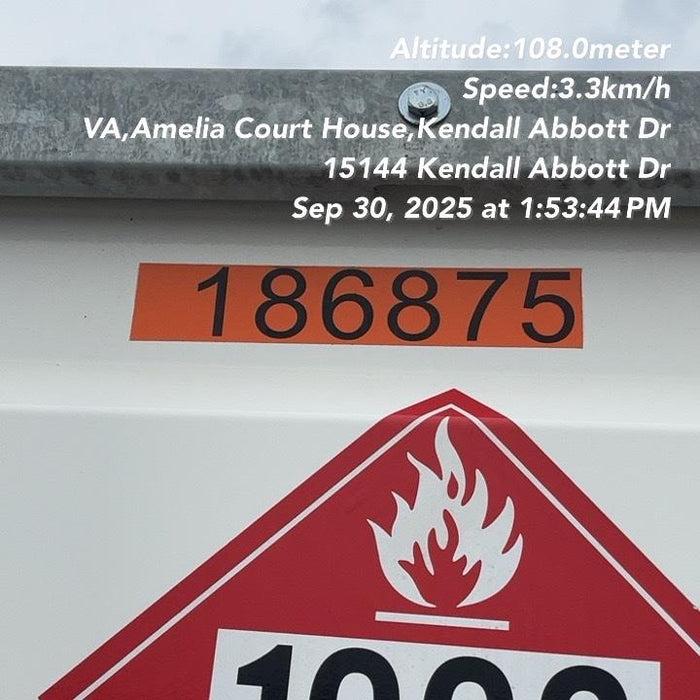 Altitude:108.0meter
Speed:3.3km/h
VA,Amelia Court House,Kendall Abbott Dr
15144 Kendall Abbott Dr
Sep 30, 2025 at 1:53:44 PM
186875